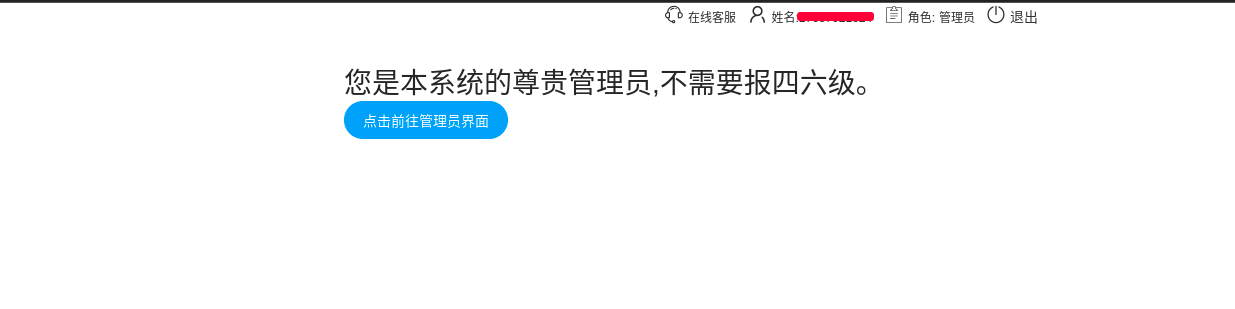 在线客服 姓名: 角色: 管理员 退出
您是本系统的尊贵管理员,不需要报四六级。
点击前往管理员界面